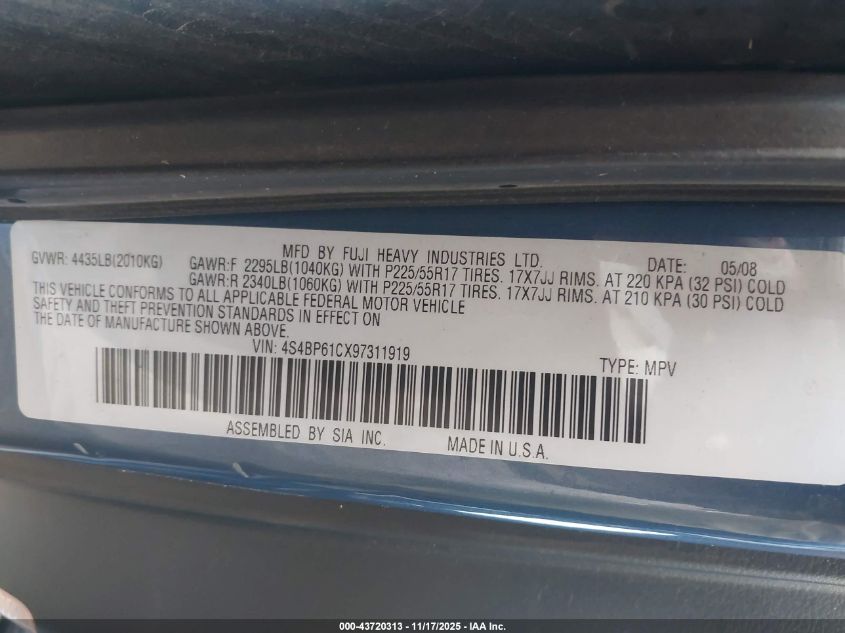 MFD BY FUJI HEAVY INDUSTRIES LTD. DATE: 05/08
GVWR: 4435LB(2010KG) GAWR:F 2295LB(1040KG) WITH P225/55R17 TIRES. 17X7JJ RIMS. AT 220 KPA (32 PSI) COLD
GAWR:R 2340LB(1060KG) WITH P225/55R17 TIRES. 17X7JJ RIMS. AT 210 KPA (30 PSI) COLD
THIS VEHICLE CONFORMS TO ALL APPLICABLE FEDERAL MOTOR VEHICLE
SAFETY AND THEFT PREVENTION STANDARDS IN EFFECT ON
THE DATE OF MANUFACTURE SHOWN ABOVE.
VIN: 4S4BP61CX97311919 TYPE: MPV
ASSEMBLED BY SIA INC. MADE IN U.S.A.
000-43720313 - 11/17/2025 - IAA Inc.